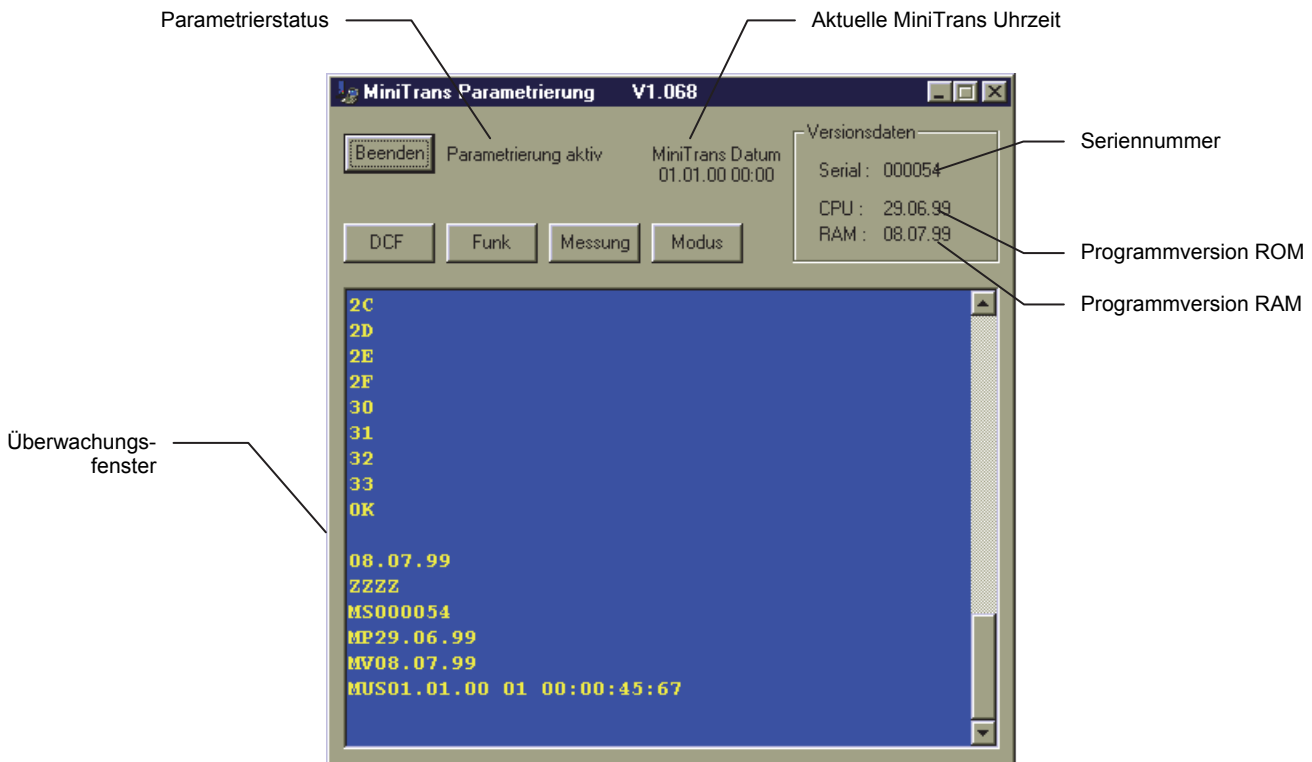 Parametrierstatus
Aktuelle MiniTrans Uhrzeit
MiniTrans Parametrierung V1.068
Beenden
Parametrierung aktiv
MiniTrans Datum
01.01.00 00:00
Versionsdaten
Serial : 000054
CPU : 29.06.99
RAM : 08.07.99
Seriennummer
Programmversion ROM
Programmversion RAM
DCF
Funk
Messung
Modus
Überwachungs-
fenster
2C
2D
2E
2F
30
31
32
33
OK
08.07.99
ZZZZ
MS000054
MP29.06.99
MV08.07.99
MUS01.01.00 01 00:00:45:67